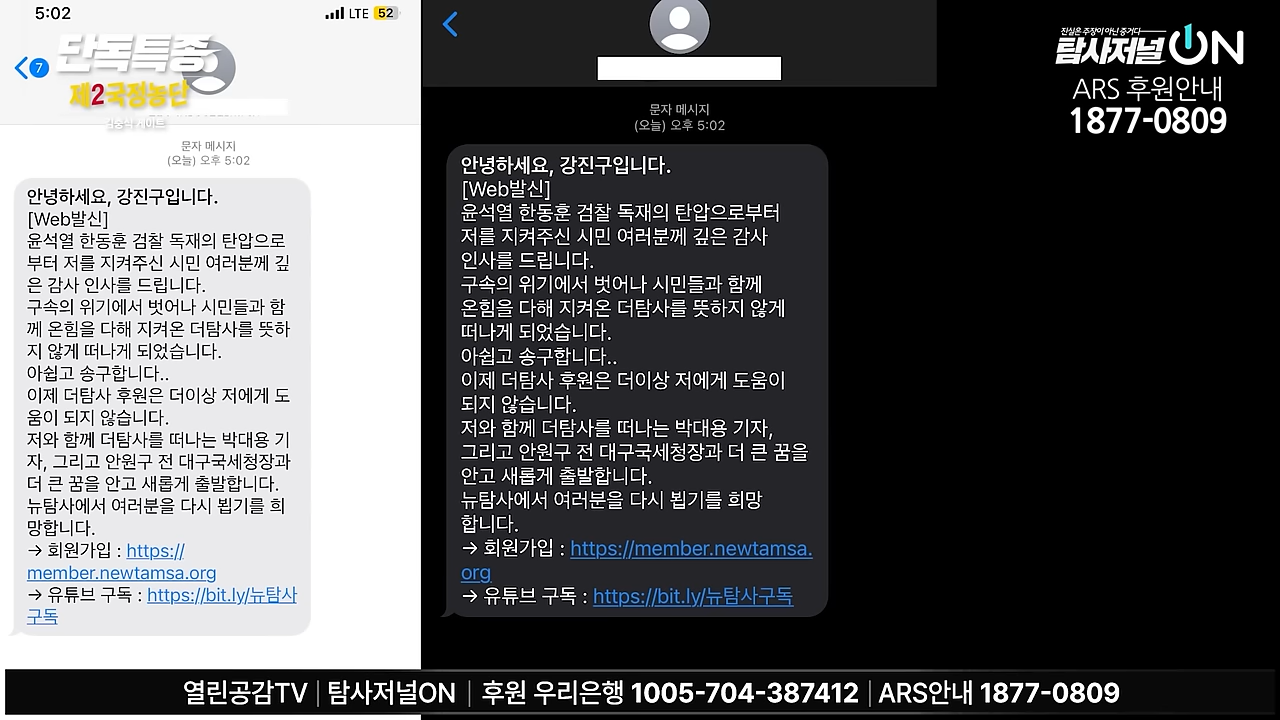 5:02
LTE 52
7
단독특종
제2국정농단
문자 메시지
(오늘) 오후 5:02
안녕하세요, 강진구입니다.
[Web발신]
윤석열 한동훈 검찰 독재의 탄압으로
부터 저를 지켜주신 시민 여러분께 깊
은 감사 인사를 드립니다.
구속의 위기에서 벗어나 시민들과 함
께 온힘을 다해 지켜온 더탐사를 뜻하
지 않게 떠나게 되었습니다.
아쉽고 송구합니다..
이제 더탐사 후원은 더이상 저에게 도
움이 되지 않습니다.
저와 함께 더탐사를 떠나는 박대용 기
자, 그리고 안원구 전 대구국세청장과
더 큰 꿈을 안고 새롭게 출발합니다.
뉴탐사에서 여러분을 다시 뵙기를 희
망합니다.
→ 회원가입 : https://
member.newtamsa.org
→ 유튜브 구독 : https://bit.ly/뉴탐사
구독
문자 메시지
(오늘) 오후 5:02
안녕하세요, 강진구입니다.
[Web발신]
윤석열 한동훈 검찰 독재의 탄압으로부터
저를 지켜주신 시민 여러분께 깊은 감사
인사를 드립니다.
구속의 위기에서 벗어나 시민들과 함께
온힘을 다해 지켜온 더탐사를 뜻하지 않게
떠나게 되었습니다.
아쉽고 송구합니다..
이제 더탐사 후원은 더이상 저에게 도움이
되지 않습니다.
저와 함께 더탐사를 떠나는 박대용 기자,
그리고 안원구 전 대구국세청장과 더 큰 꿈을
안고 새롭게 출발합니다.
뉴탐사에서 여러분을 다시 뵙기를 희망
합니다.
→ 회원가입 : https://member.newtamsa.
org
→ 유튜브 구독 : https://bit.ly/뉴탐사구독
진실은 주장이 아닌 증거다
탐사저널ON
ARS 후원안내
1877-0809
열린공감TV | 탐사저널ON | 후원 우리은행 1005-704-387412 | ARS안내 1877-0809